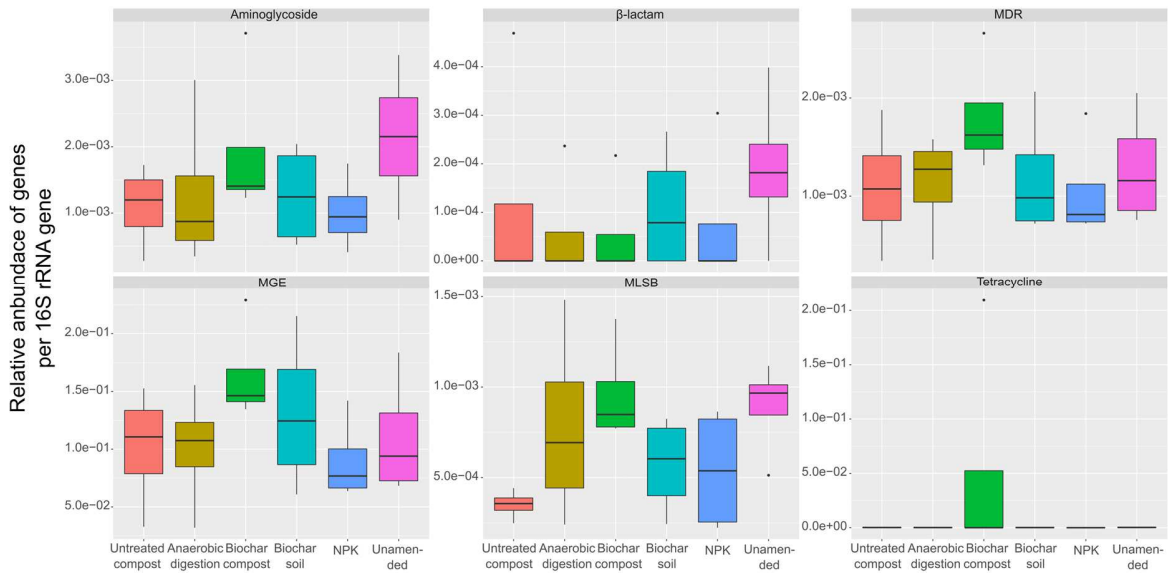 Relative anbundace of genes
per 16S rRNA gene
Aminoglycoside
3.0e−03
2.0e−03
1.0e−03
β-lactam
4.0e−04
3.0e−04
2.0e−04
1.0e−04
0.0e+00
MDR
2.0e−03
1.0e−03
MGE
2.0e−01
1.5e−01
1.0e−01
5.0e−02
MLSB
1.5e−03
1.0e−03
5.0e−04
Tetracycline
2.0e−01
1.0e−01
1.0e−01
5.0e−02
0.0e+00
Untreated compost
Anaerobic digestion
Biochar compost
Biochar soil
NPK
Unamen-ded
Untreated compost
Anaerobic digestion
Biochar compost
Biochar soil
NPK
Unamen-ded
Untreated compost
Anaerobic digestion
Biochar compost
Biochar soil
NPK
Unamen-ded